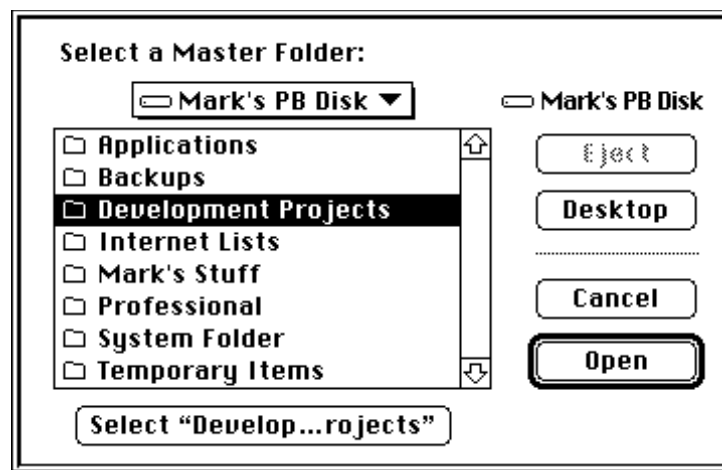 Select a Master Folder:
Mark's PB Disk
Mark's PB Disk
Applications
Backups
Development Projects
Internet Lists
Mark's Stuff
Professional
System Folder
Temporary Items
Eject
Desktop
Cancel
Open
Select “Develop...rojects”